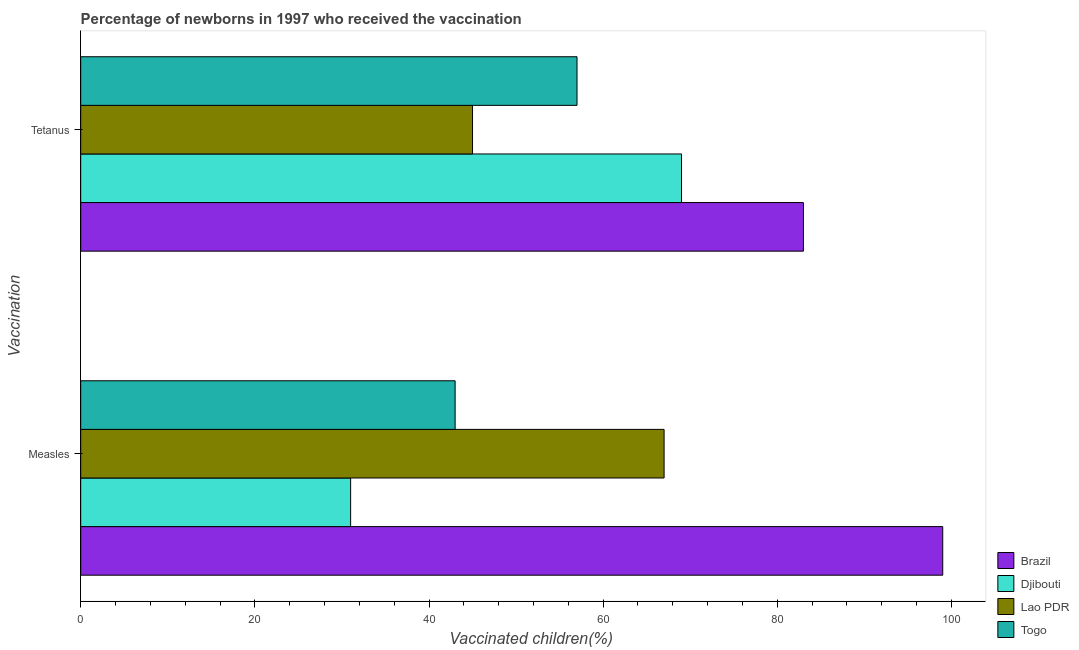 Percentage of newborns in 1997 who received the vaccination
Vaccination
Tetanus
Measles
0
20
40
60
80
100
Vaccinated children(%)
Brazil
Djibouti
Lao PDR
Togo